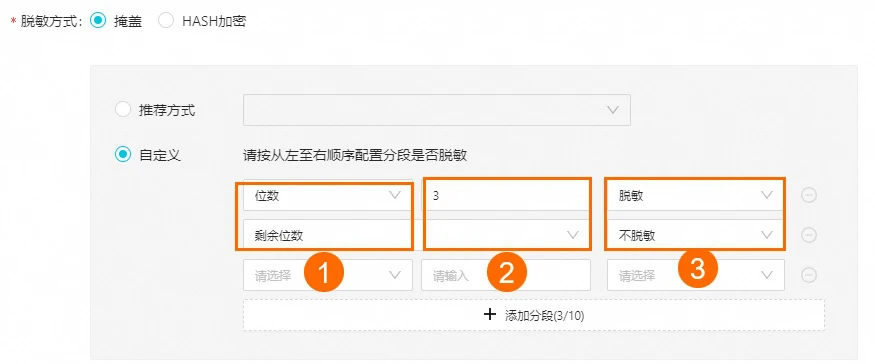 * 脱敏方式: 掩盖 HASH加密
推荐方式
自定义 请按从左至右顺序配置分段是否脱敏
位数 3 脱敏
剩余位数 不脱敏
请选择 请输入 请选择
1 2 3
+ 添加分段(3/10)